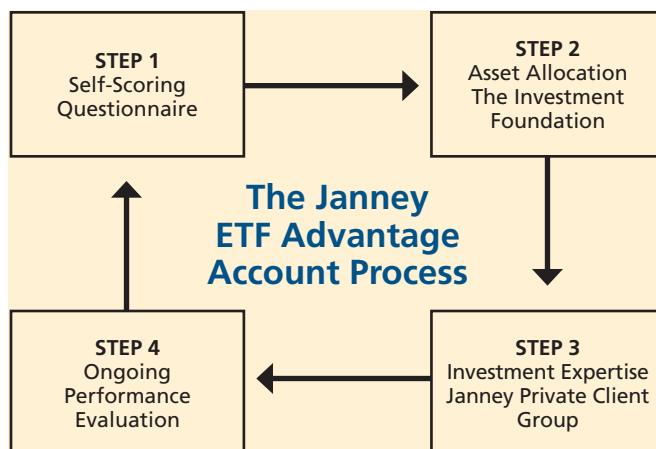 STEP 1
Self-Scoring
Questionnaire
STEP 2
Asset Allocation
The Investment
Foundation
The Janney
ETF Advantage
Account Process
STEP 4
Ongoing
Performance
Evaluation
STEP 3
Investment Expertise
Janney Private Client
Group